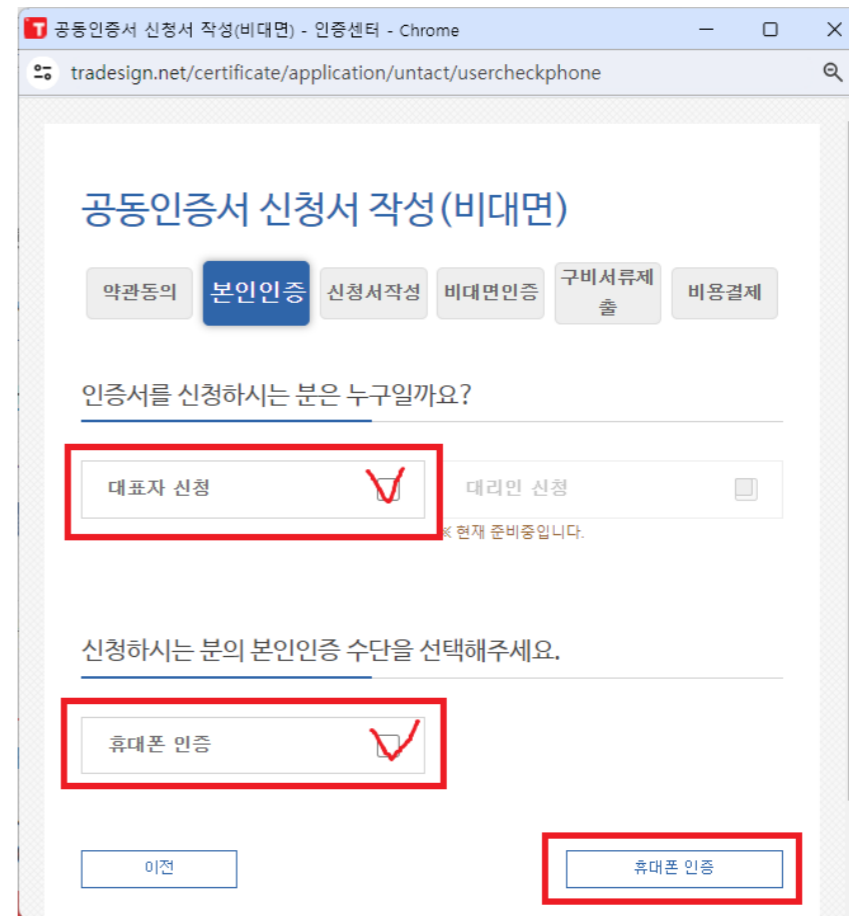 공동인증서 신청서 작성(비대면) - 인증센터 - Chrome
tradesign.net/certificate/application/untact/usercheckphone
공동인증서 신청서 작성(비대면)
약관동의 본인인증 신청서작성 비대면인증 구비서류제출 비용결제
인증서를 신청하시는 분은 누구일까요?
대표자 신청 대리인 신청
※ 현재 준비중입니다.
신청하시는 분의 본인인증 수단을 선택해주세요.
휴대폰 인증
이전 휴대폰 인증